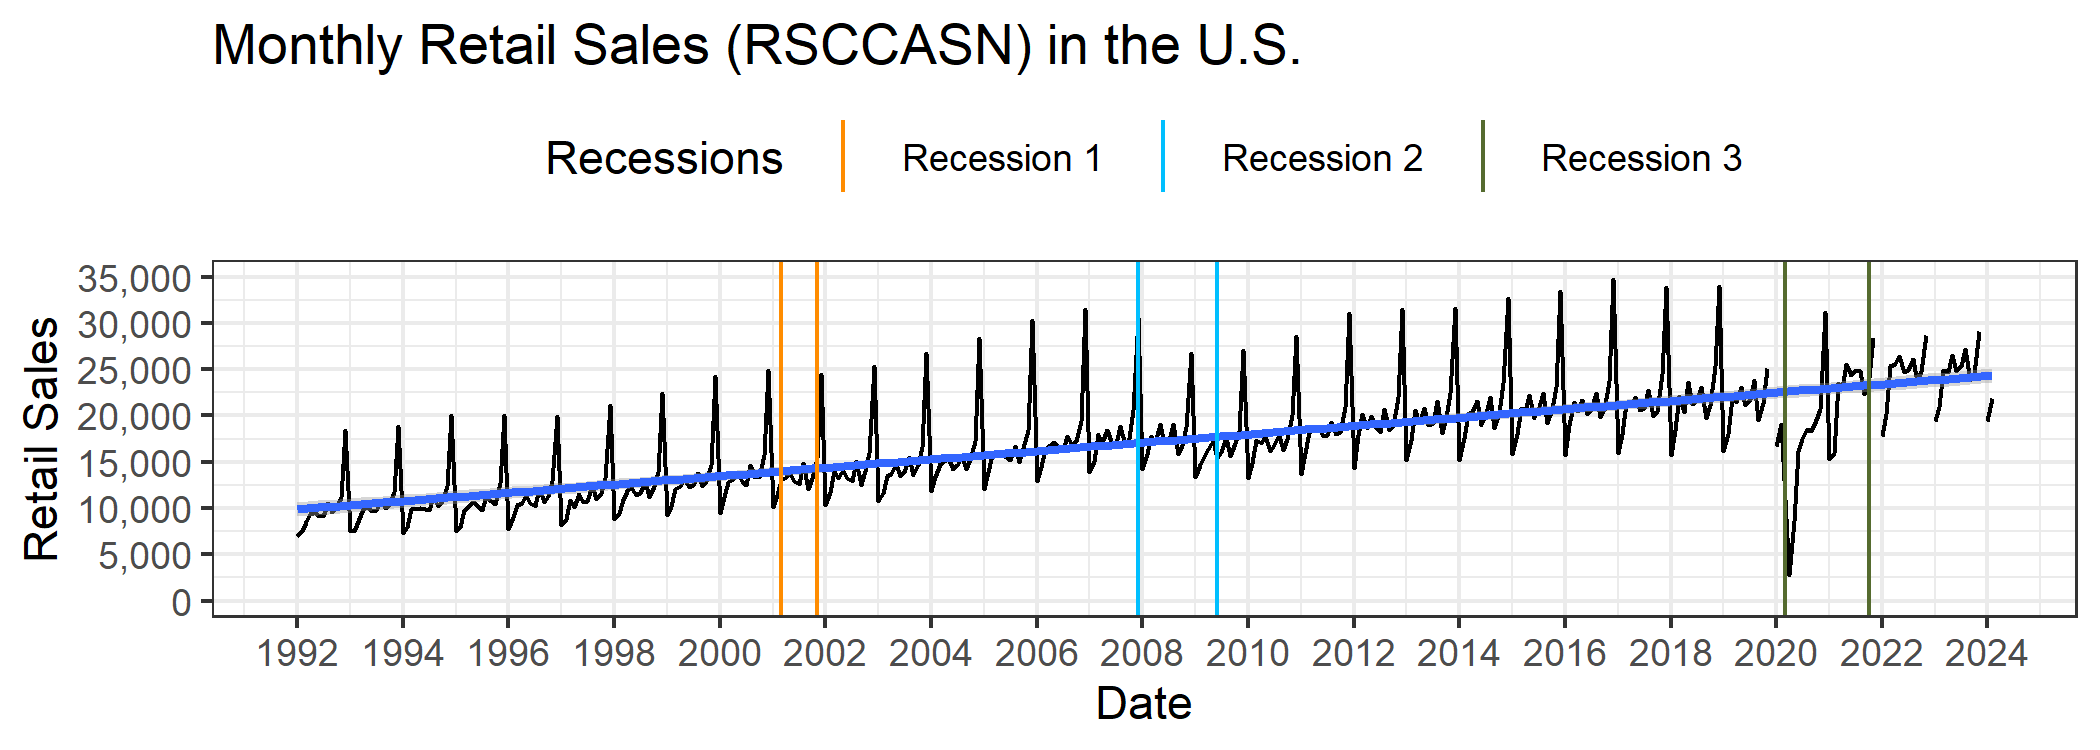 Monthly Retail Sales (RSCCASN) in the U.S.
Recessions Recession 1 Recession 2 Recession 3
Retail Sales
35,000
30,000
25,000
20,000
15,000
10,000
5,000
0
1992 1994 1996 1998 2000 2002 2004 2006 2008 2010 2012 2014 2016 2018 2020 2022 2024
Date